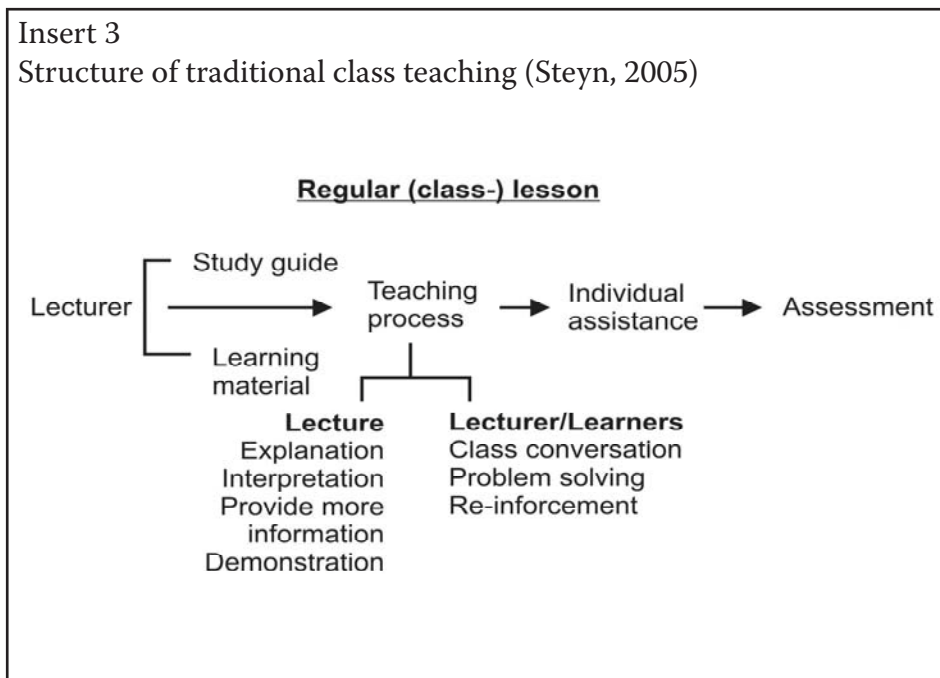 Insert 3
Structure of traditional class teaching (Steyn, 2005)
Regular (class-) lesson
Lecturer
Study guide
Learning
material
Teaching
process
Individual
assistance
Assessment
Lecture
Explanation
Interpretation
Provide more
information
Demonstration
Lecturer/Learners
Class conversation
Problem solving
Re-inforcement